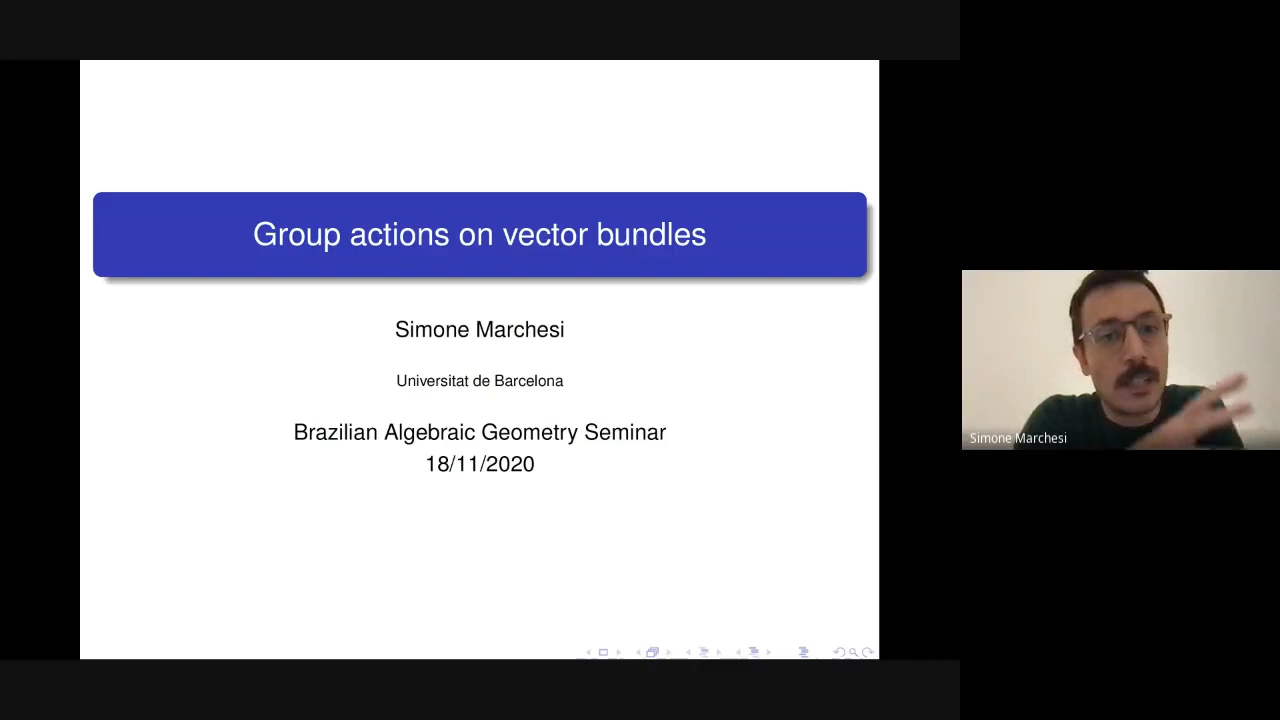 Group actions on vector bundles
Simone Marchesi
Universitat de Barcelona
Brazilian Algebraic Geometry Seminar
18/11/2020
Simone Marchesi